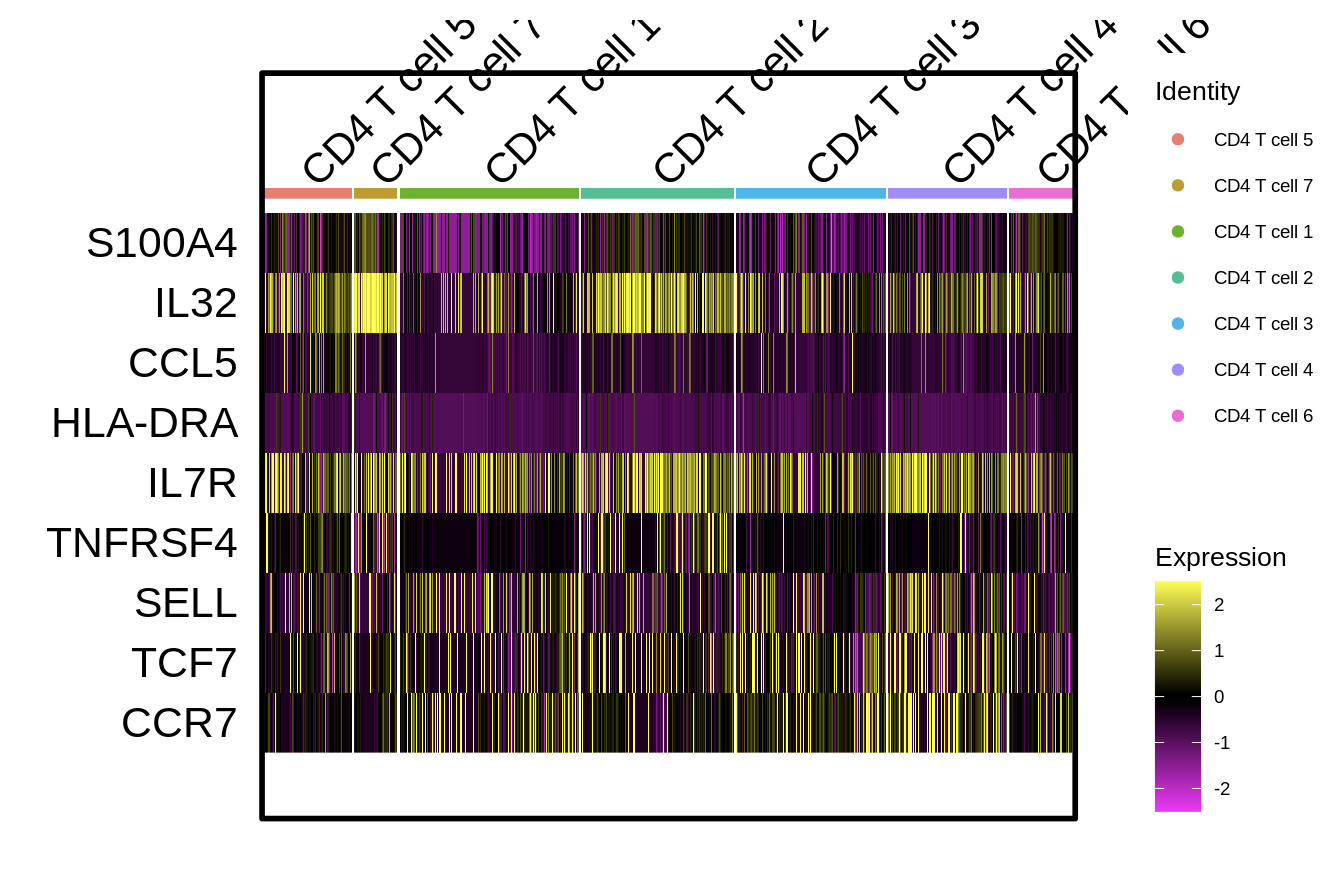 CD4 T cell 5
CD4 T cell 7
CD4 T cell 1
CD4 T cell 2
CD4 T cell 3
CD4 T cell 4
CD4 T ll 6
S100A4
IL32
CCL5
HLA-DRA
IL7R
TNFRSF4
SELL
TCF7
CCR7
Identity
CD4 T cell 5
CD4 T cell 7
CD4 T cell 1
CD4 T cell 2
CD4 T cell 3
CD4 T cell 4
CD4 T cell 6
Expression
2
1
0
-1
-2